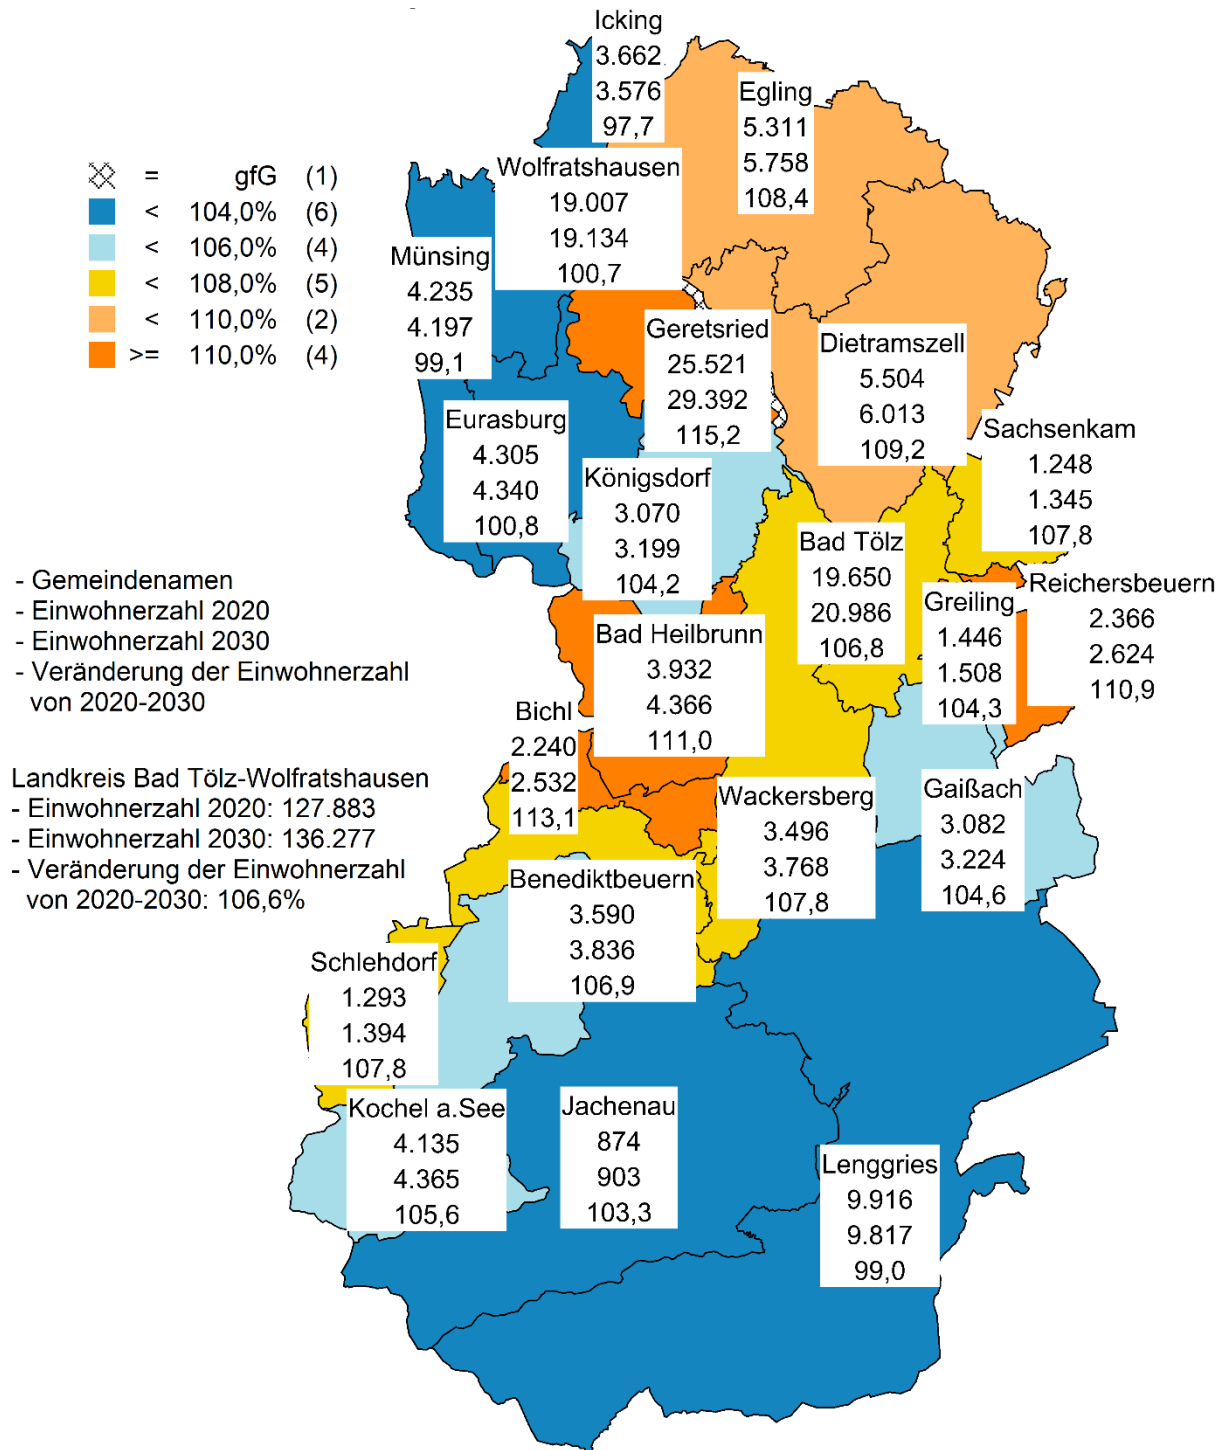 Icking
3.662
3.576
97,7
Egling
5.311
5.758
108,4
= gfG (1)
< 104,0% (6)
< 106,0% (4)
< 108,0% (5)
< 110,0% (2)
>= 110,0% (4)
Wolfratshausen
19.007
19.134
100,7
Münsing
4.235
4.197
99,1
Geretsried
25.521
29.392
115,2
Dietramszell
5.504
6.013
109,2
Eurasburg
4.305
4.340
100,8
Sachsenkam
1.248
1.345
107,8
Königsdorf
3.070
3.199
104,2
Bad Tölz
19.650
20.986
106,8
- Gemeindenamen
- Einwohnerzahl 2020
- Einwohnerzahl 2030
- Veränderung der Einwohnerzahl
von 2020-2030
Reichersbeuern
2.366
2.624
110,9
Greiling
1.446
1.508
104,3
Bad Heilbrunn
3.932
4.366
111,0
Bichl
2.240
2.532
113,1
Landkreis Bad Tölz-Wolfratshausen
- Einwohnerzahl 2020: 127.883
- Einwohnerzahl 2030: 136.277
- Veränderung der Einwohnerzahl
von 2020-2030: 106,6%
Wackersberg
3.496
3.768
107,8
Gaißach
3.082
3.224
104,6
Benediktbeuern
3.590
3.836
106,9
Schlehdorf
1.293
1.394
107,8
Kochel a.See
4.135
4.365
105,6
Jachenau
874
903
103,3
Lenggries
9.916
9.817
99,0